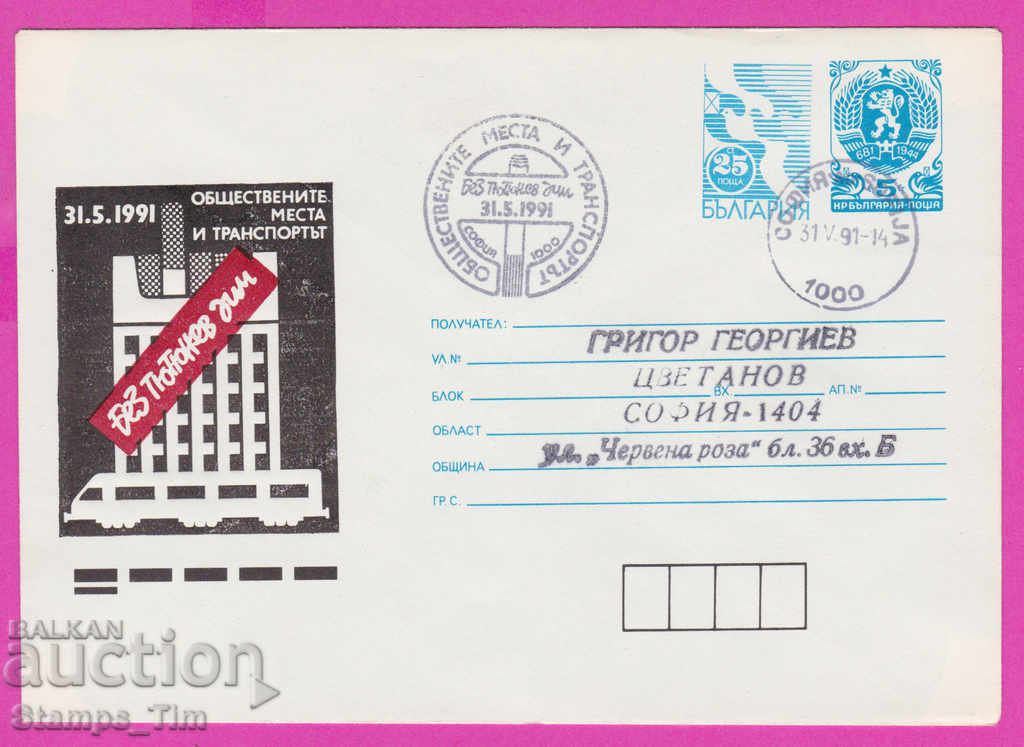 31.5.1991
ОБЩЕСТВЕНИТЕ
МЕСТА
И ТРАНСПОРТЪТ
БЕЗ ТЮТЮНЕВ ДИМ
ОБЩЕСТВЕНИТЕ МЕСТА И ТРАНСПОРТЪТ
БЕЗ ТЮТЮНЕВ ДИМ
31.5.1991
СОФИЯ 1000
25
ПОЩА
БЪЛГАРИЯ
681 1944
5
НР БЪЛГАРИЯ·ПОЩА
СОФИЯ
31.V.91-14
1000
ПОЛУЧАТЕЛ:
ГРИГОР ГЕОРГИЕВ
УЛ.№
ЦВЕТАНОВ
БЛОК ВХ. АП.№
СОФИЯ-1404
ОБЛАСТ
ул. „Червена роза“ бл. 36 вх. Б
ОБЩИНА
ГР. С.
BALKAN
auction
Stamps_Tim